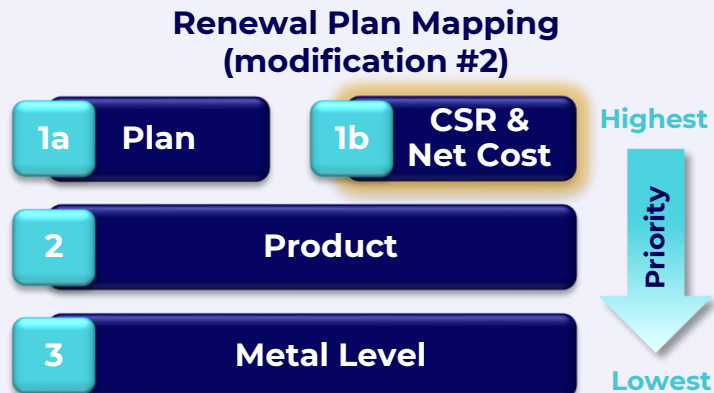 Renewal Plan Mapping
(modification #2)
1a Plan
1b CSR &
Net Cost
Highest
2 Product
Priority
3 Metal Level
Lowest